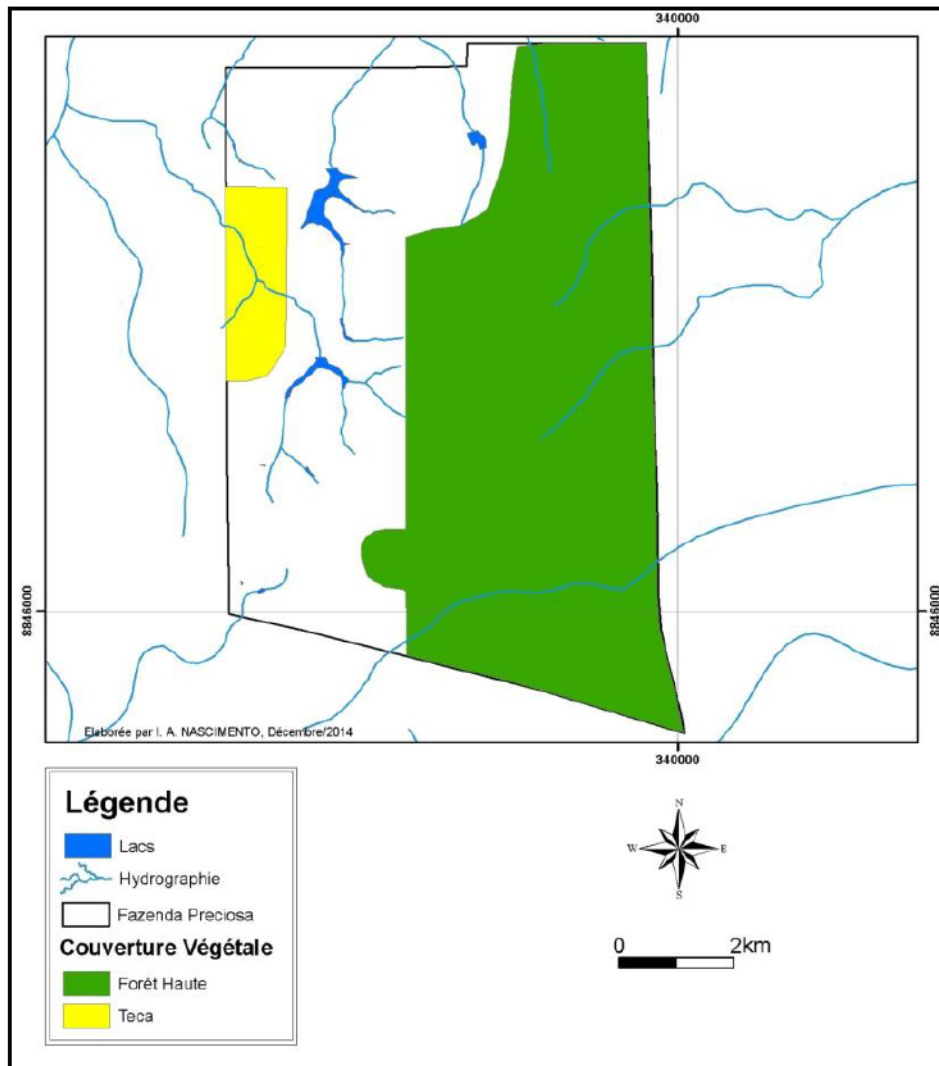 340000
8846000
8846000
Elaborée par I. A. NASCIMENTO, Décembre/2014
340000
Légende
Lacs
Hydrographie
Fazenda Preciosa
Couverture Végétale
Forêt Haute
Teca
N
W
E
S
0 2km